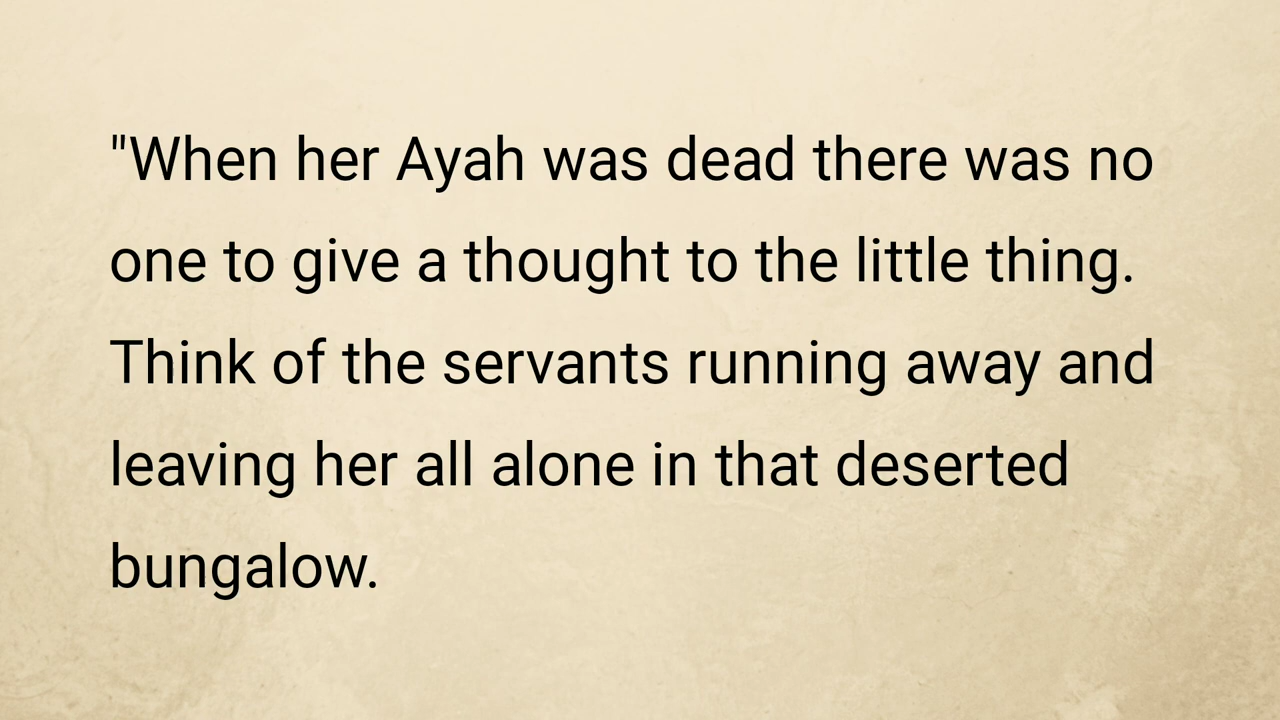 "When her Ayah was dead there was no
one to give a thought to the little thing.
Think of the servants running away and
leaving her all alone in that deserted
bungalow.